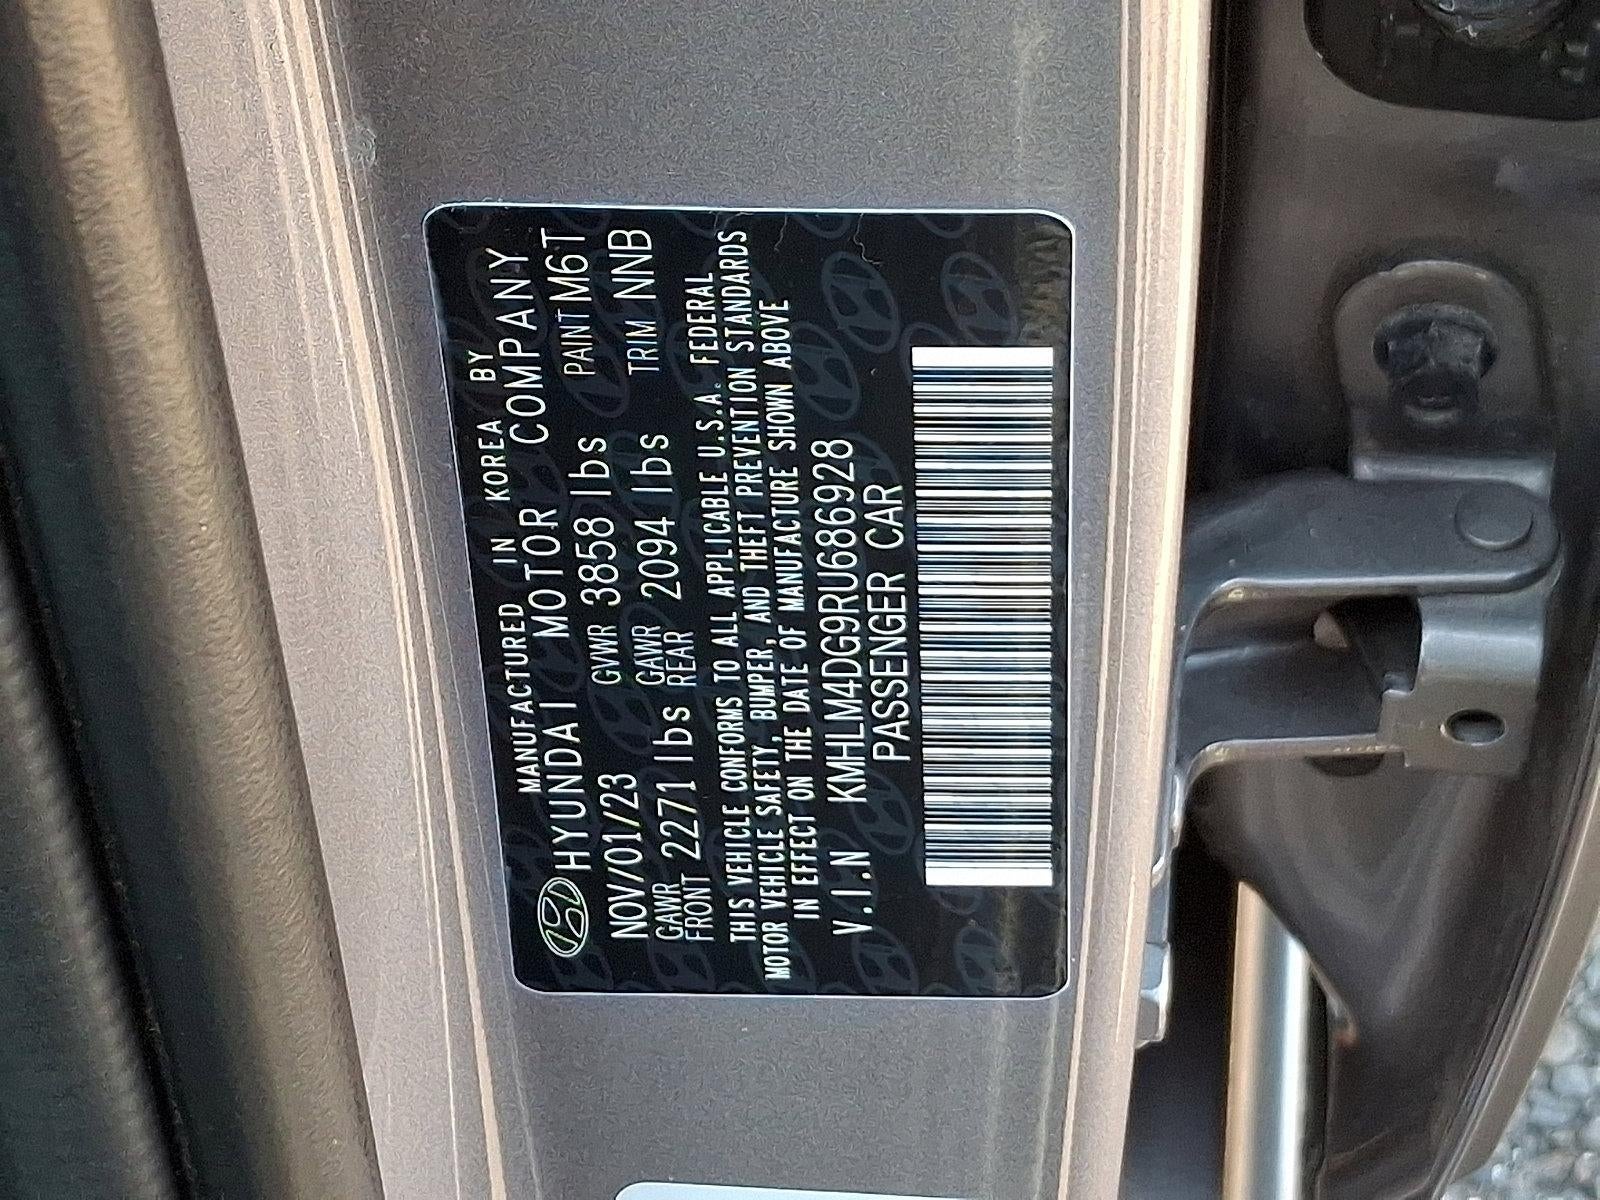 MANUFACTURED IN KOREA BY
HYUNDAI MOTOR COMPANY
NOV/01/23 GVWR 3858 lbs PAINT M6T
GAWR FRONT 2271 lbs GAWR REAR 2094 lbs TRIM NNB
THIS VEHICLE CONFORMS TO ALL APPLICABLE U.S.A. FEDERAL
MOTOR VEHICLE SAFETY, BUMPER, AND THEFT PREVENTION STANDARDS
IN EFFECT ON THE DATE OF MANUFACTURE SHOWN ABOVE
V.I.N KMHLM4DG9RU686928
PASSENGER CAR